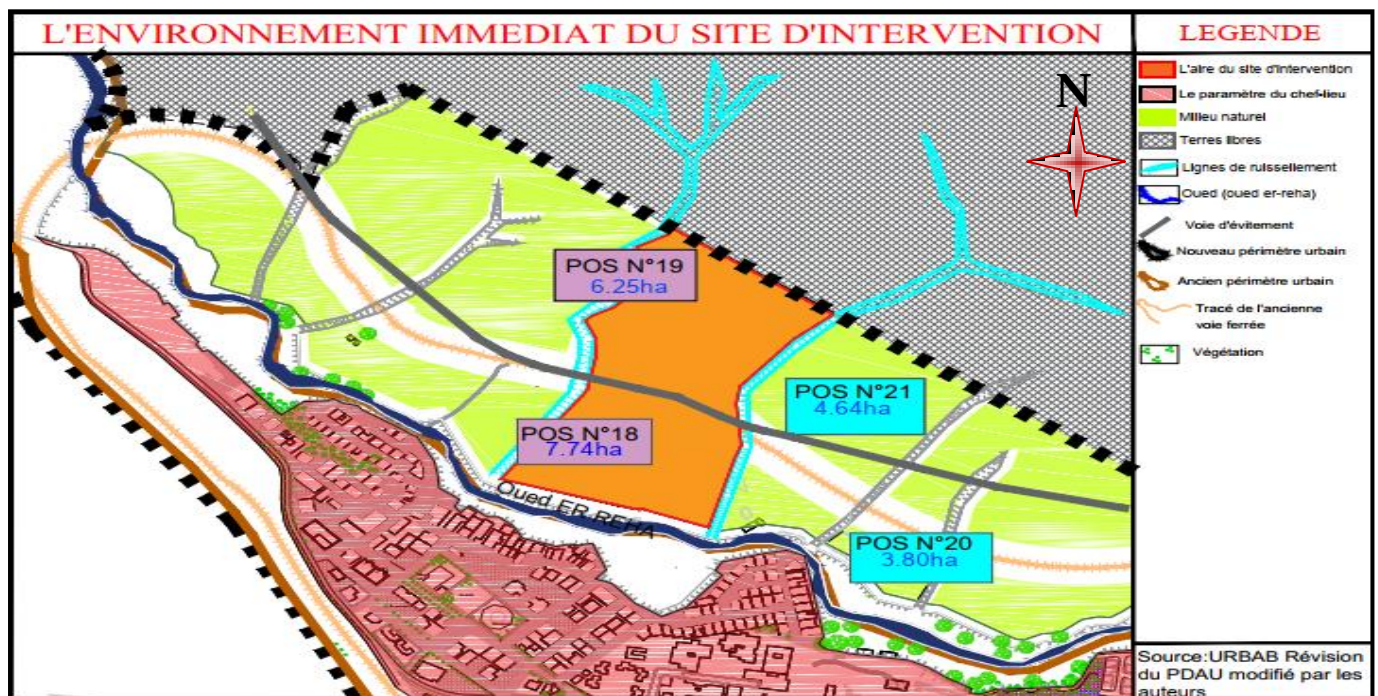 L'ENVIRONNEMENT IMMEDIAT DU SITE D'INTERVENTION
LEGENDE
L'aire du site d'intervention
Le paramètre du chef-lieu
Milieu naturel
Terres libres
Lignes de ruissellement
Oued (oued er-reha)
Voie d'évitement
Nouveau périmètre urbain
Ancien périmètre urbain
Tracé de l'ancienne
voie ferrée
Végétation
N
POS N°19
6.25ha
POS N°21
4.64ha
POS N°18
7.74ha
Oued ER.REHA
POS N°20
3.80ha
Source:URBAB Révision
du PDAU modifié par les
auteurs